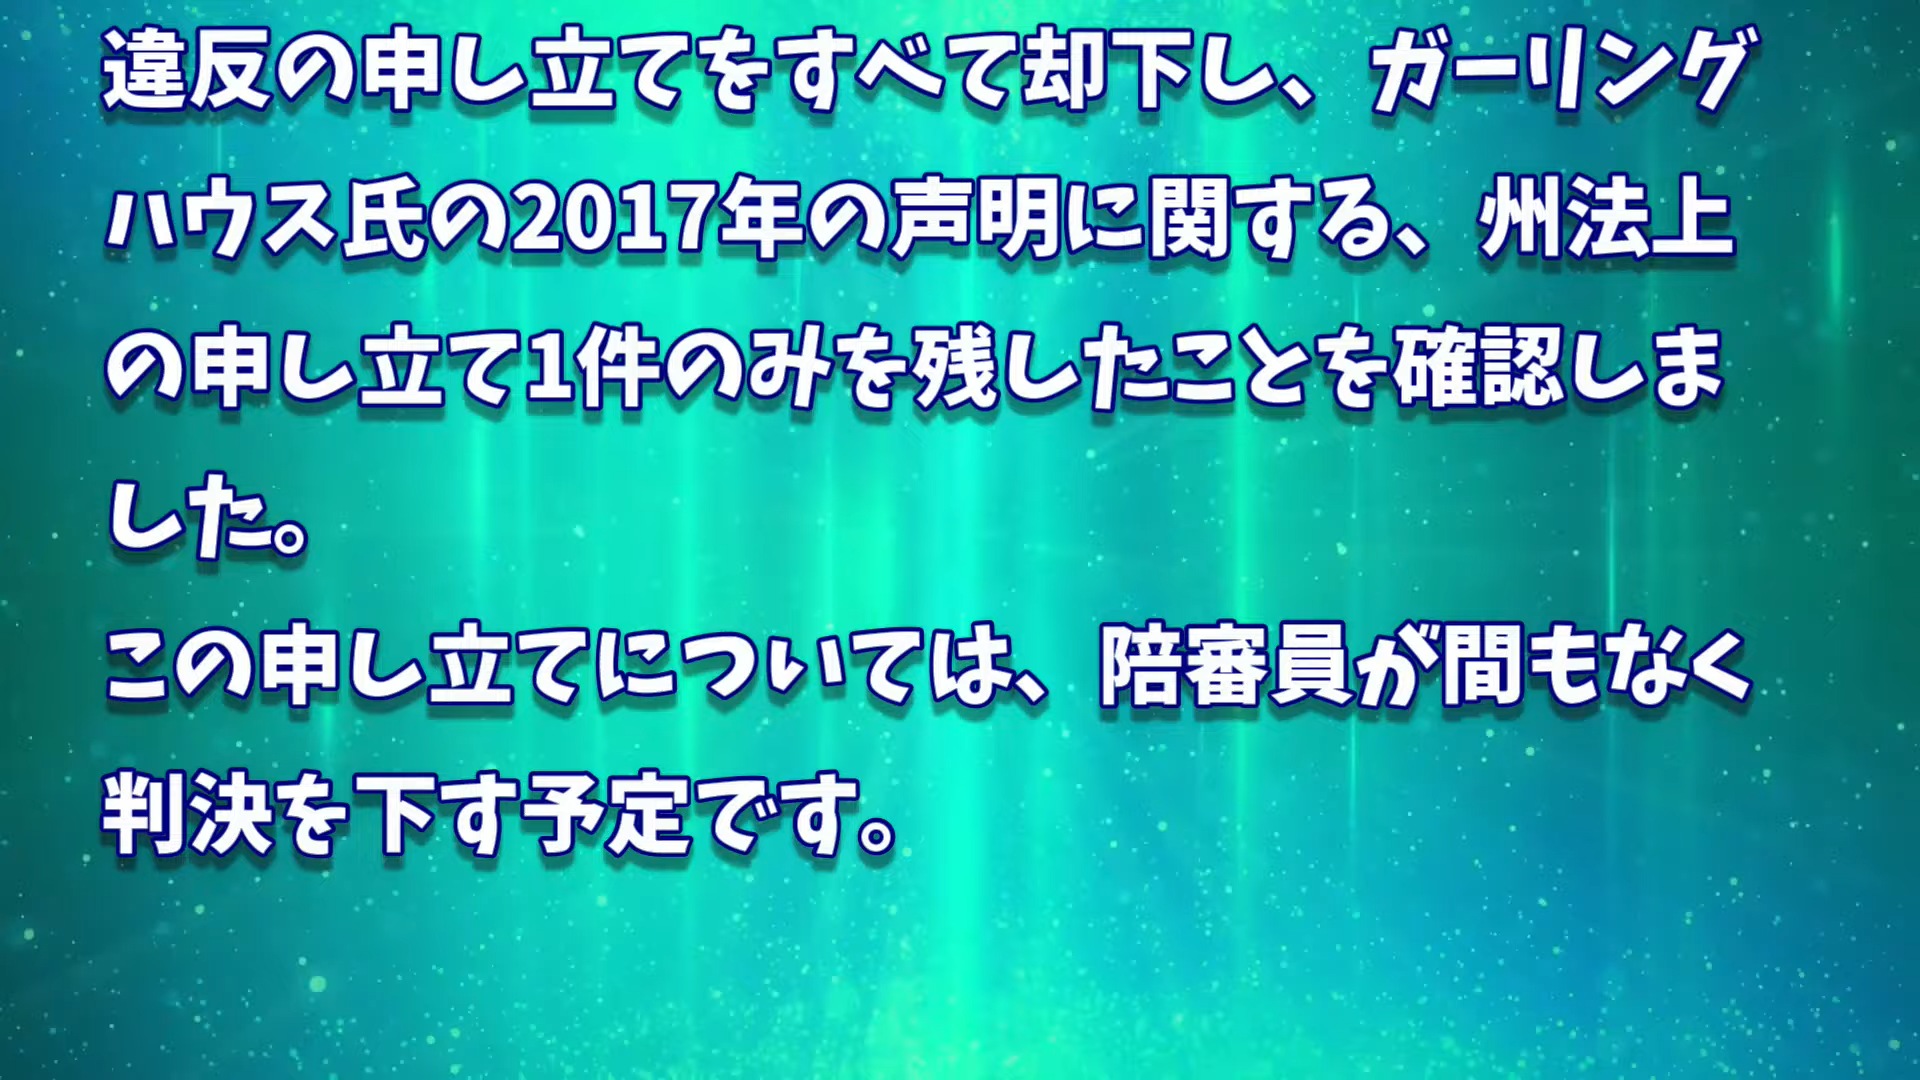 違反の申し立てをすべて却下し、ガーリング
ハウス氏の2017年の声明に関する、州法上
の申し立て1件のみを残したことを確認しま
した。
この申し立てについては、陪審員が間もなく
判決を下す予定です。